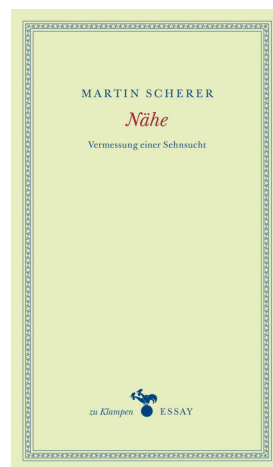 MARTIN SCHERER
Nähe
Vermessung einer Sehnsucht
zu Klampen ESSAY